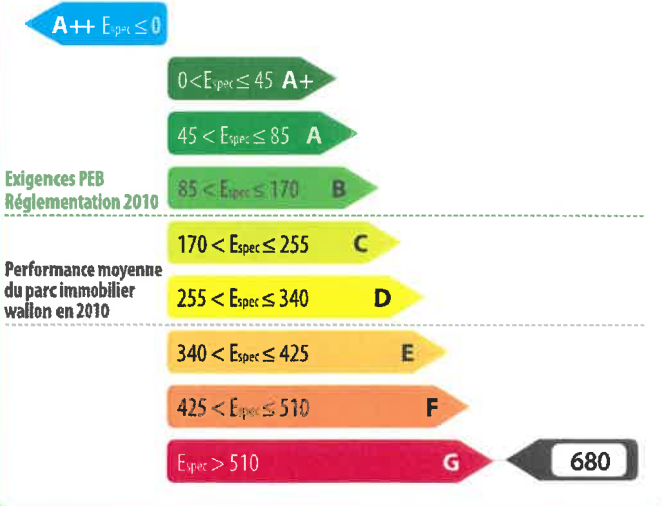 A++ Espec ≤ 0
0 < Espec ≤ 45 A+
45 < Espec ≤ 85 A
Exigences PEB
Réglementation 2010
85 < Espec ≤ 170 B
170 < Espec ≤ 255 C
Performance moyenne
du parc immobilier
wallon en 2010
255 < Espec ≤ 340 D
340 < Espec ≤ 425 E
425 < Espec ≤ 510 F
Espec > 510 G 680